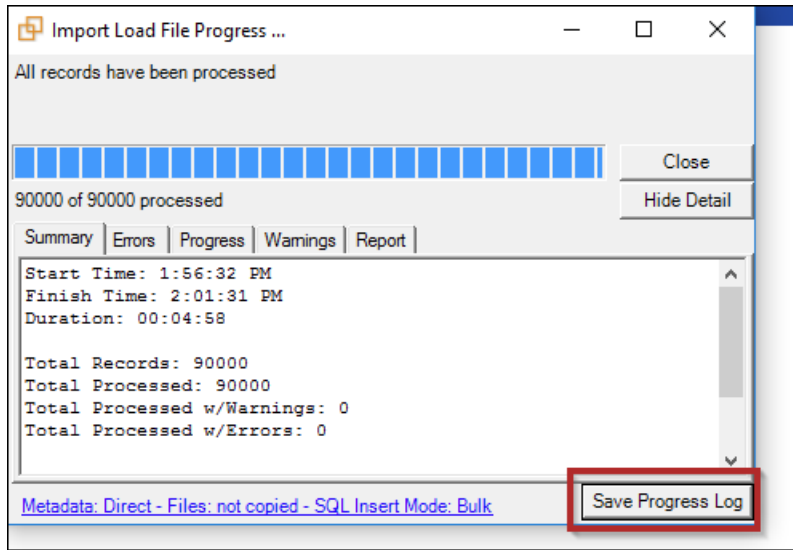 Import Load File Progress ...
All records have been processed
Close
90000 of 90000 processed
Hide Detail
Summary Errors Progress Warnings Report
Start Time: 1:56:32 PM
Finish Time: 2:01:31 PM
Duration: 00:04:58
Total Records: 90000
Total Processed: 90000
Total Processed w/Warnings: 0
Total Processed w/Errors: 0
Metadata: Direct - Files: not copied - SQL Insert Mode: Bulk
Save Progress Log